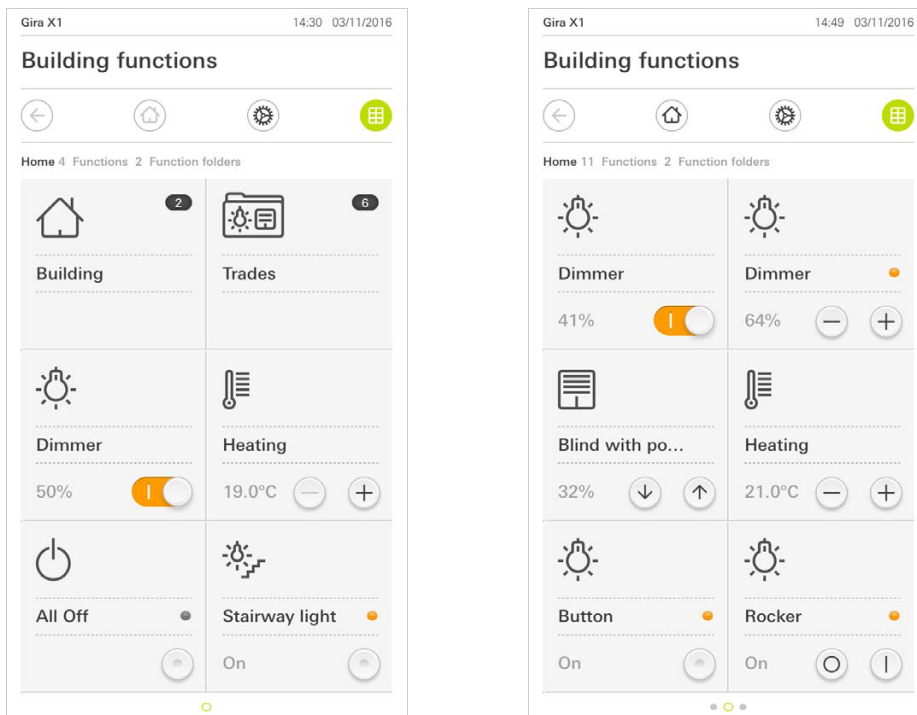 Gira X1 14:30 03/11/2016
Building functions
Home 4 Functions 2 Function folders
2
6
Building
Trades
Dimmer
Heating
50%
19.0°C
All Off
Stairway light
On
Gira X1 14:49 03/11/2016
Building functions
Home 11 Functions 2 Function folders
Dimmer
Dimmer
41%
64%
Blind with po...
Heating
32%
21.0°C
Button
Rocker
On
On